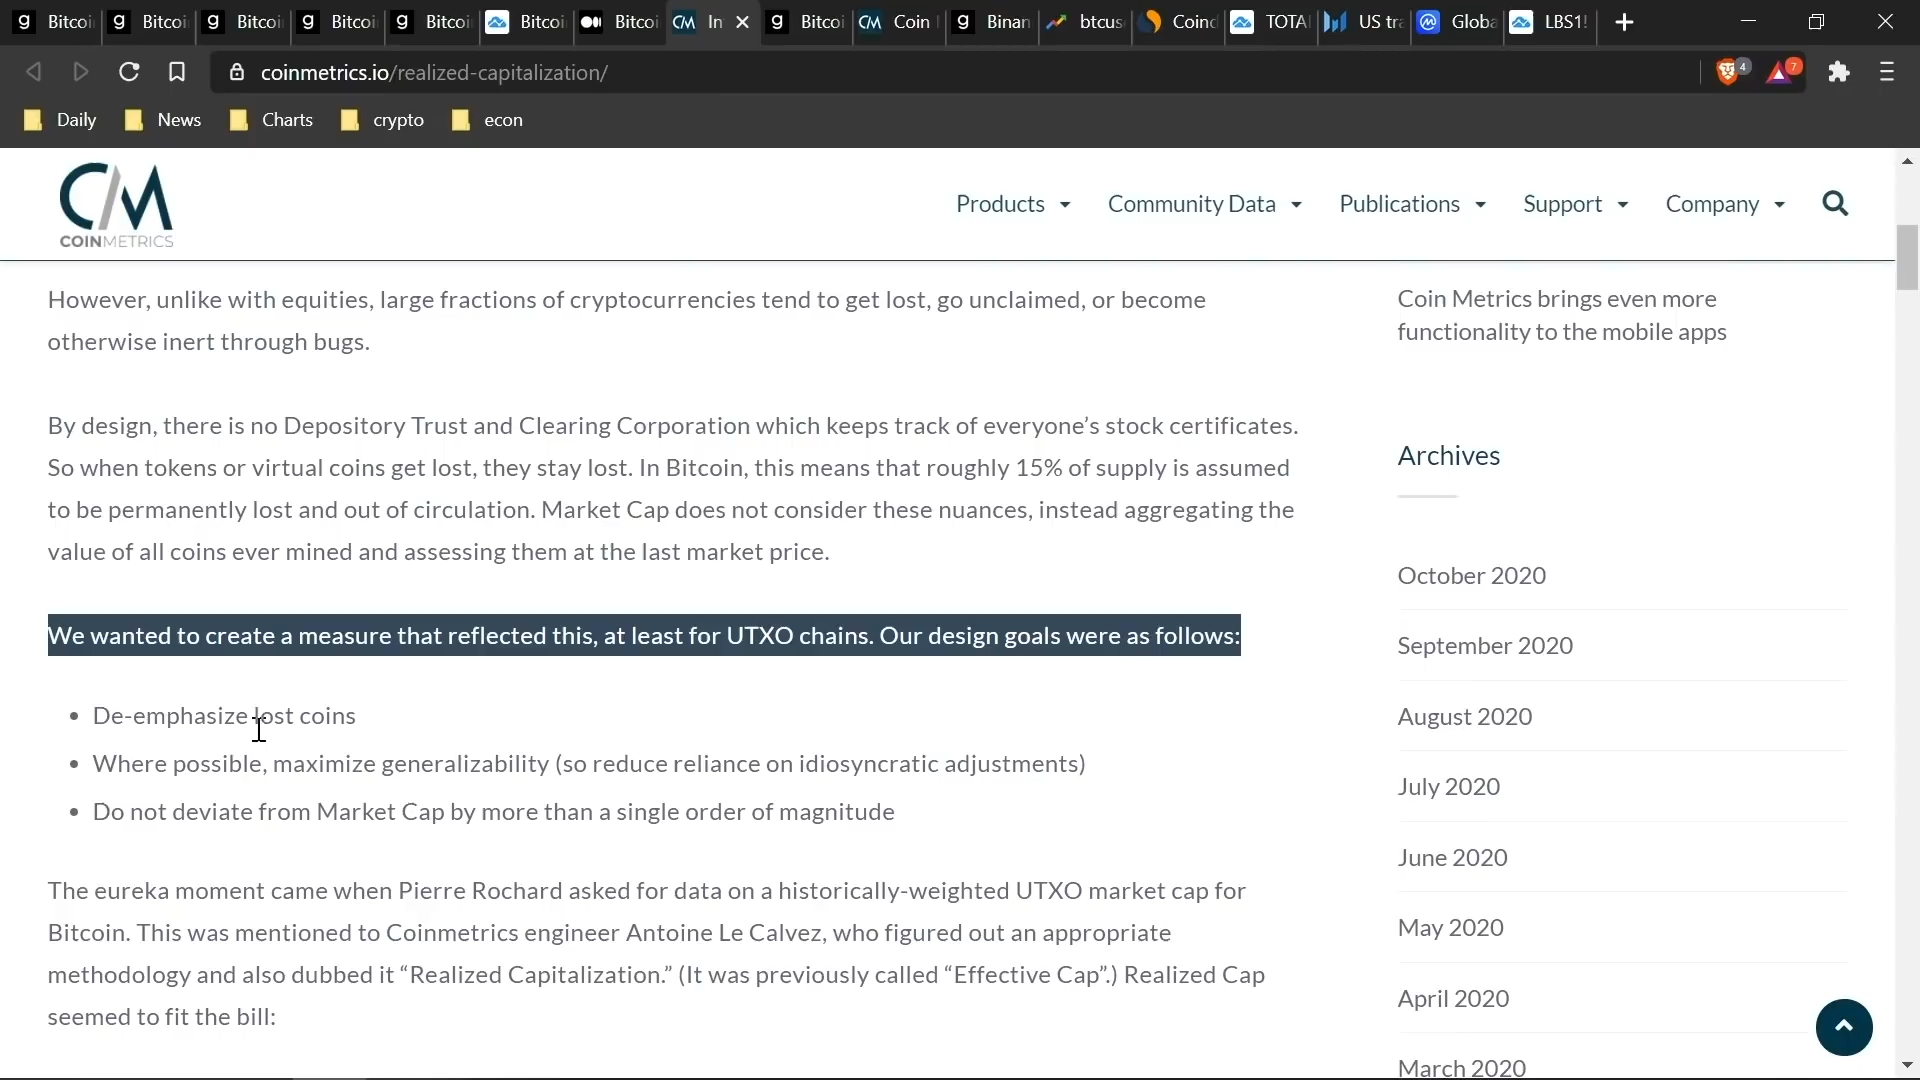 Bitcoi
Bitcoi
Bitcoi
Bitcoi
Bitcoi
Bitcoi
Bitcoi
In
Bitcoi
Coin
Binan
btcus
Coind
TOTAL
US tra
Globa
LBS1!
coinmetrics.io/realized-capitalization/
4
7
Daily
News
Charts
crypto
econ
CM
COINMETRICS
Products
Community Data
Publications
Support
Company
However, unlike with equities, large fractions of cryptocurrencies tend to get lost, go unclaimed, or become
otherwise inert through bugs.
By design, there is no Depository Trust and Clearing Corporation which keeps track of everyone’s stock certificates.
So when tokens or virtual coins get lost, they stay lost. In Bitcoin, this means that roughly 15% of supply is assumed
to be permanently lost and out of circulation. Market Cap does not consider these nuances, instead aggregating the
value of all coins ever mined and assessing them at the last market price.
We wanted to create a measure that reflected this, at least for UTXO chains. Our design goals were as follows:
• De-emphasize lost coins
• Where possible, maximize generalizability (so reduce reliance on idiosyncratic adjustments)
• Do not deviate from Market Cap by more than a single order of magnitude
The eureka moment came when Pierre Rochard asked for data on a historically-weighted UTXO market cap for
Bitcoin. This was mentioned to Coinmetrics engineer Antoine Le Calvez, who figured out an appropriate
methodology and also dubbed it “Realized Capitalization.” (It was previously called “Effective Cap”.) Realized Cap
seemed to fit the bill:
Coin Metrics brings even more
functionality to the mobile apps
Archives
October 2020
September 2020
August 2020
July 2020
June 2020
May 2020
April 2020
March 2020